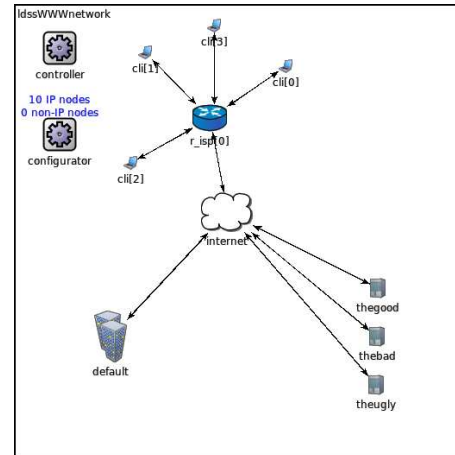 ldssWWWnetwork
cli[3]
cli[1]
cli[0]
controller
10 IP nodes
0 non-IP nodes
r_isp[0]
configurator
cli[2]
internet
thegood
thebad
default
theugly